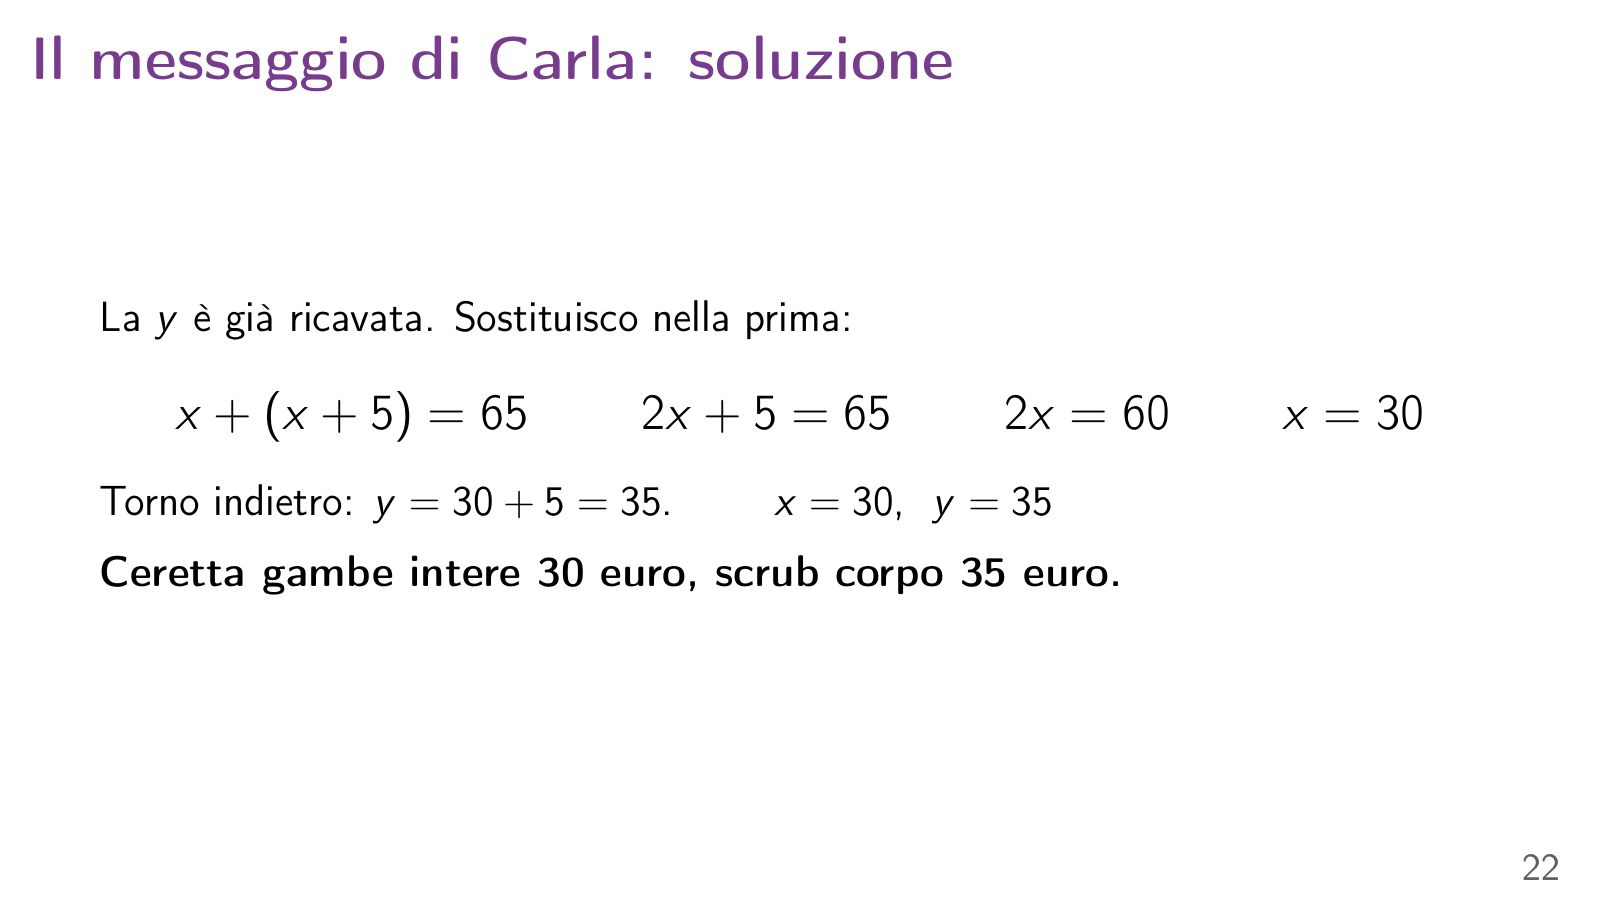 Il messaggio di Carla: soluzione
La y è già ricavata. Sostituisco nella prima:
x + (x + 5) = 65 2x + 5 = 65 2x = 60 x = 30
Torno indietro: y = 30 + 5 = 35. x = 30, y = 35
Ceretta gambe intere 30 euro, scrub corpo 35 euro.
22